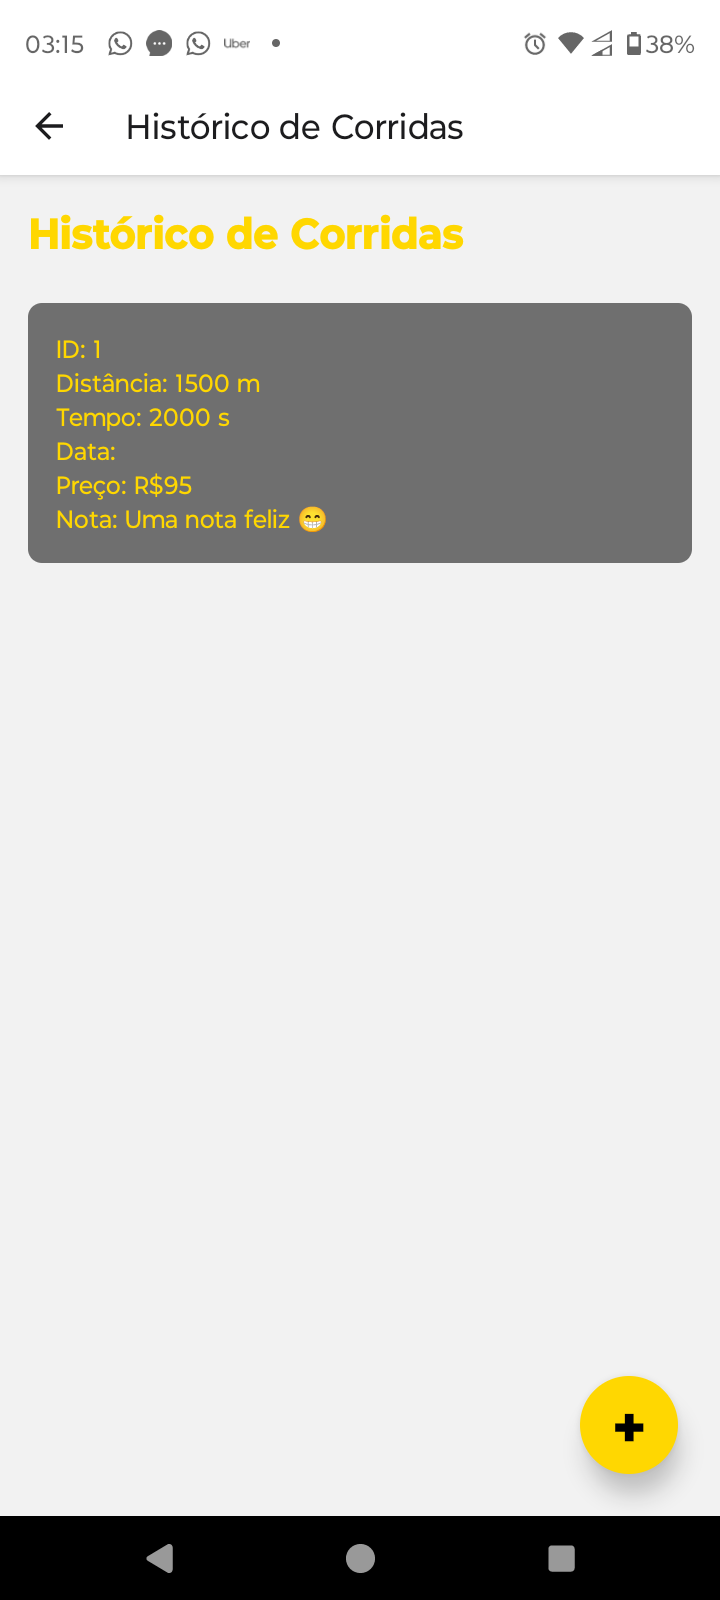 03:15 Uber 38%
Histórico de Corridas
Histórico de Corridas
ID: 1
Distância: 1500 m
Tempo: 2000 s
Data:
Preço: R$95
Nota: Uma nota feliz 😁
+